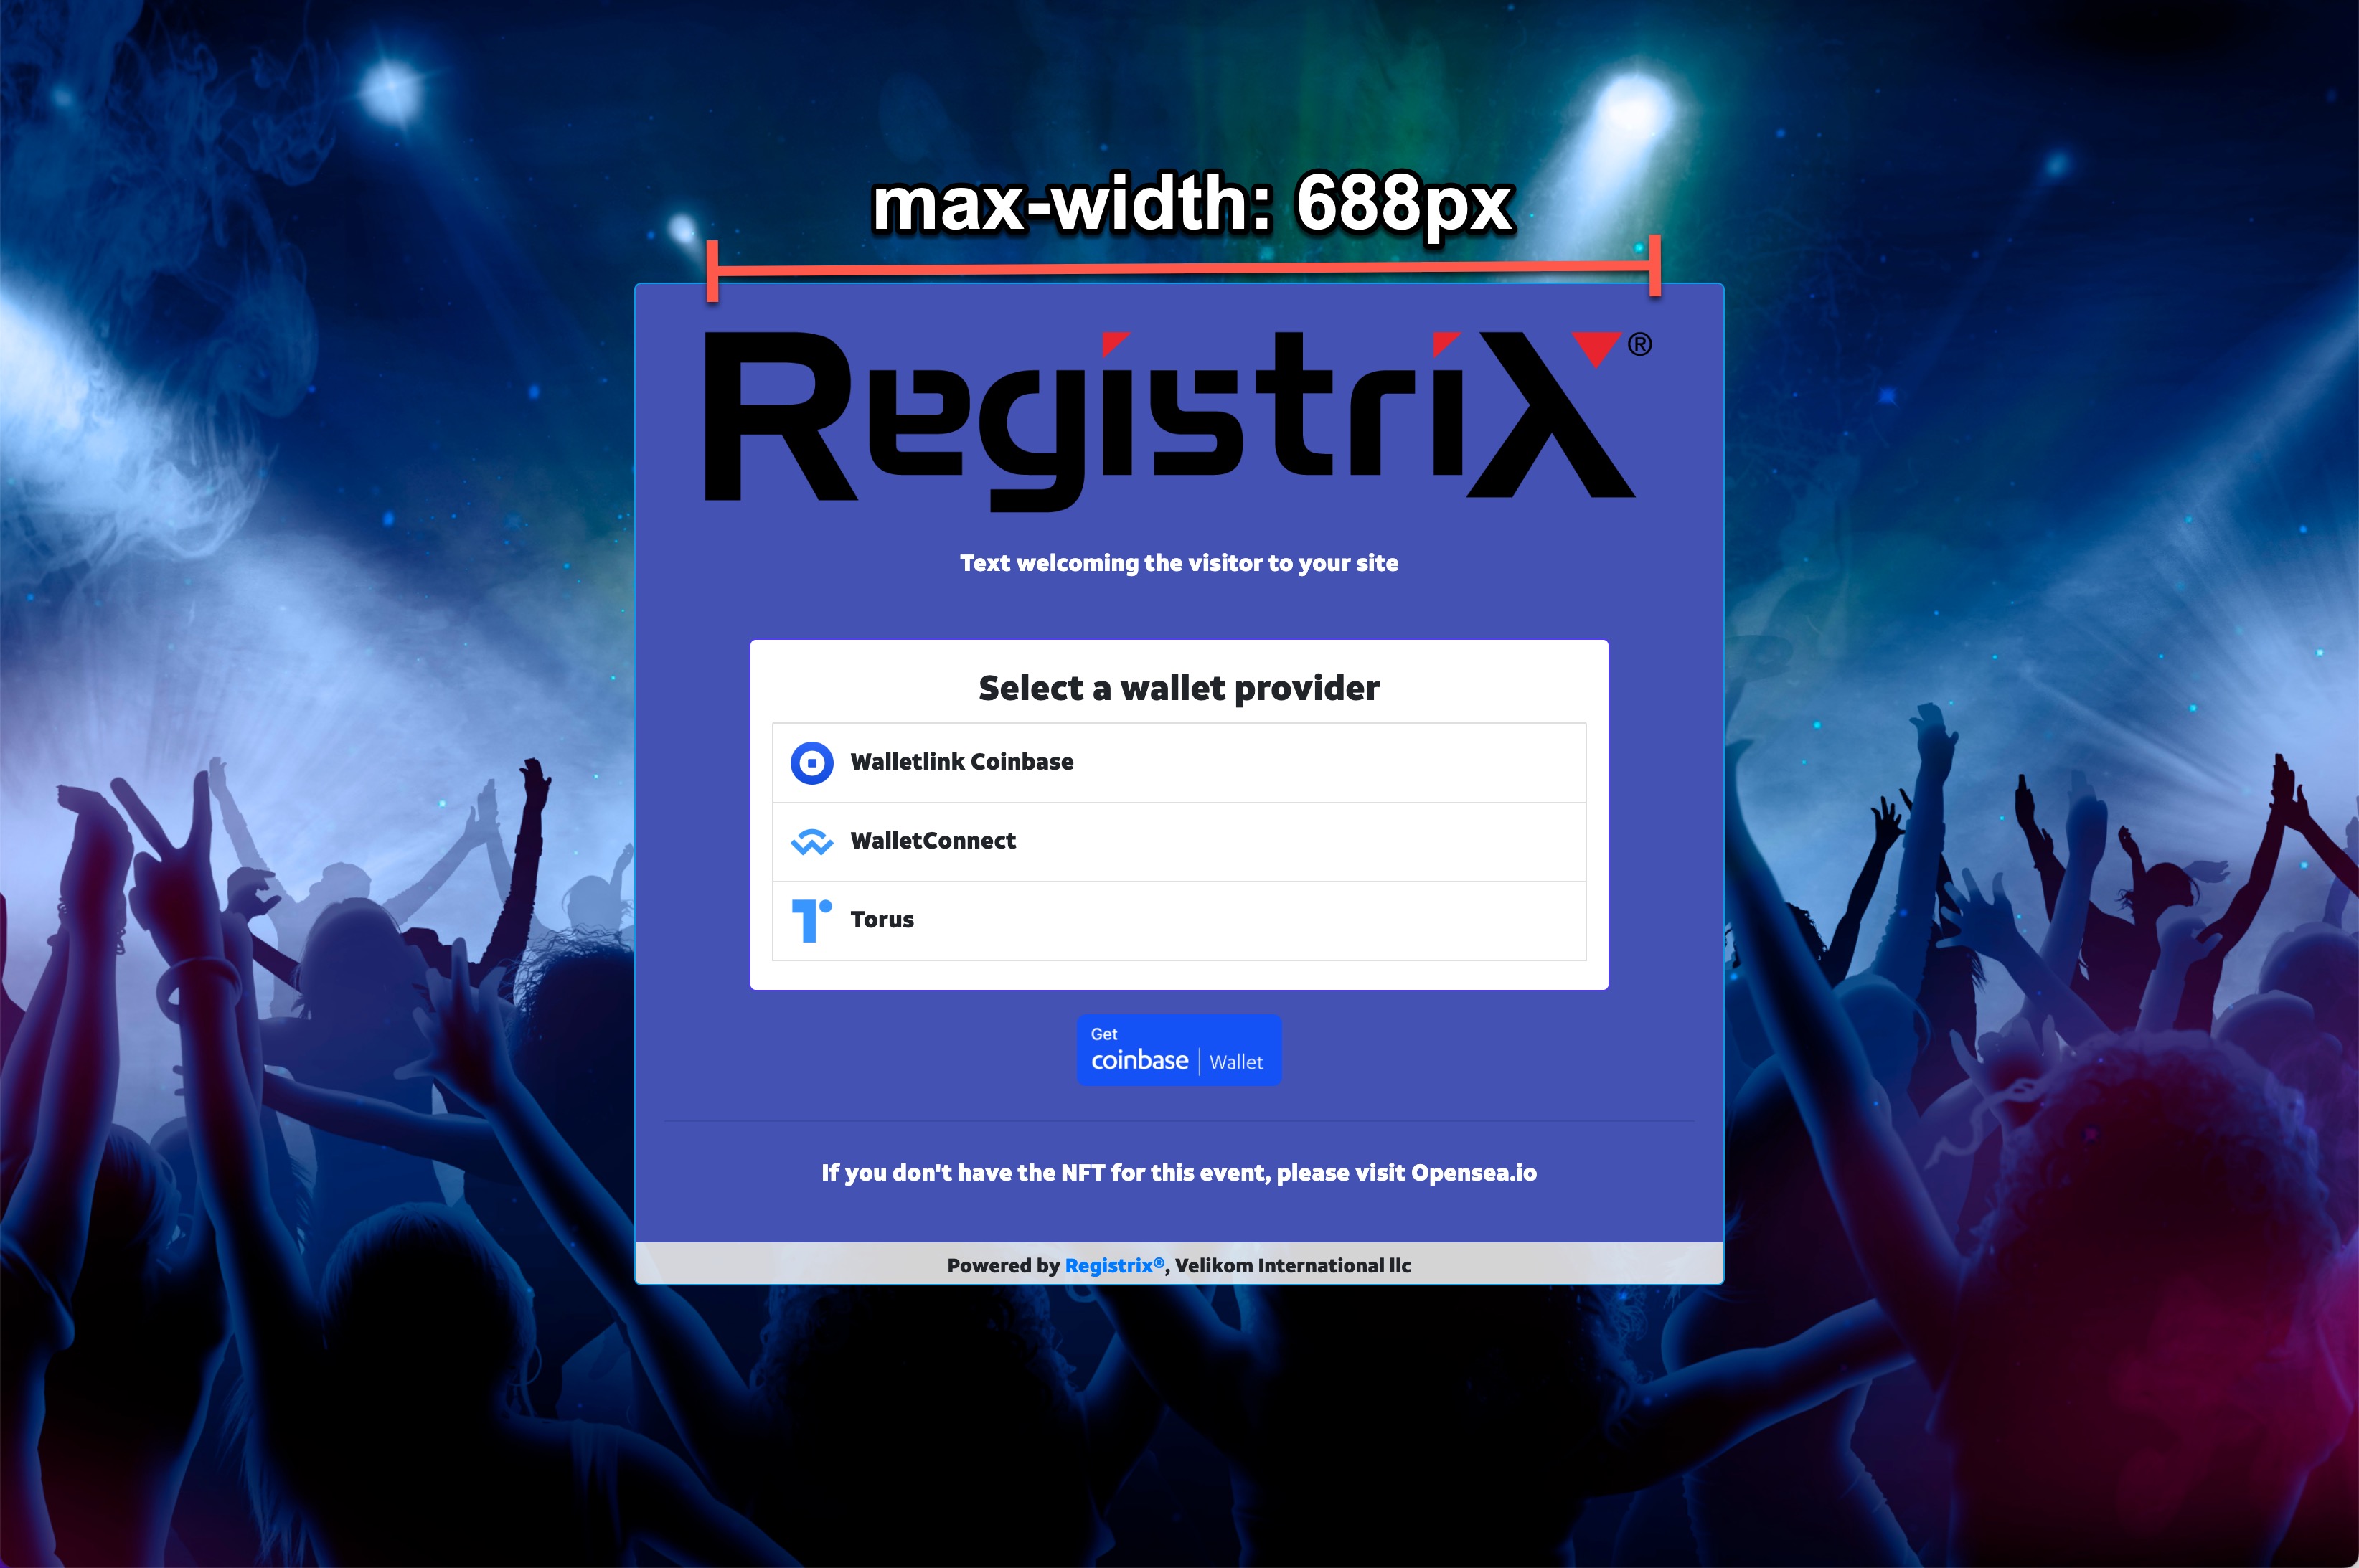 max-width: 688px
RegistriX®
Text welcoming the visitor to your site
Select a wallet provider
Walletlink Coinbase
WalletConnect
Torus
Get
coinbase | Wallet
If you don't have the NFT for this event, please visit Opensea.io
Powered by Registrix®, Velikom International llc